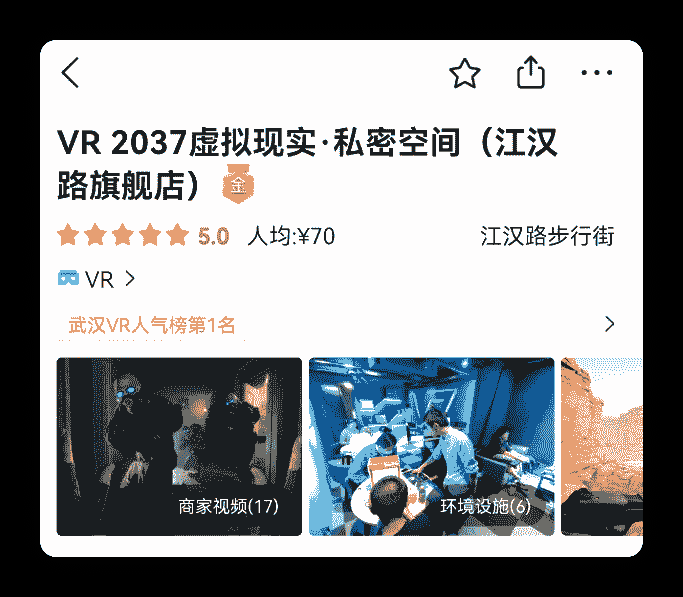 VR 2037虚拟现实·私密空间（江汉
路旗舰店）金
5.0 人均:¥70 江汉路步行街
VR
武汉VR人气榜第1名
商家视频(17) 环境设施(6)